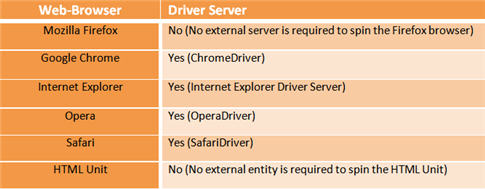 Web-Browser Driver Server
Mozilla Firefox No (No external server is required to spin the Firefox browser)
Google Chrome Yes (ChromeDriver)
Internet Explorer Yes (Internet Explorer Driver Server)
Opera Yes (OperaDriver)
Safari Yes (SafariDriver)
HTML Unit No (No external entity is required to spin the HTML Unit)